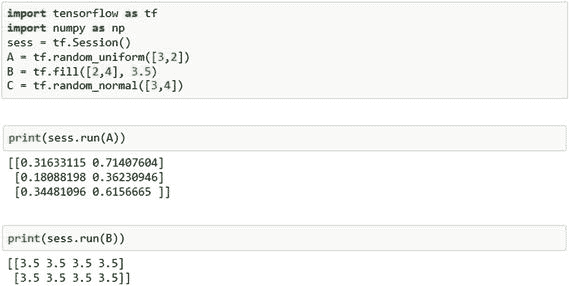 import tensorflow as tf
import numpy as np
sess = tf.Session()
A = tf.random_uniform([3,2])
B = tf.fill([2,4], 3.5)
C = tf.random_normal([3,4])
print(sess.run(A))
[[0.31633115 0.71407604]
 [0.18088198 0.36230946]
 [0.34481096 0.6156665 ]]
print(sess.run(B))
[[3.5 3.5 3.5 3.5]
 [3.5 3.5 3.5 3.5]]